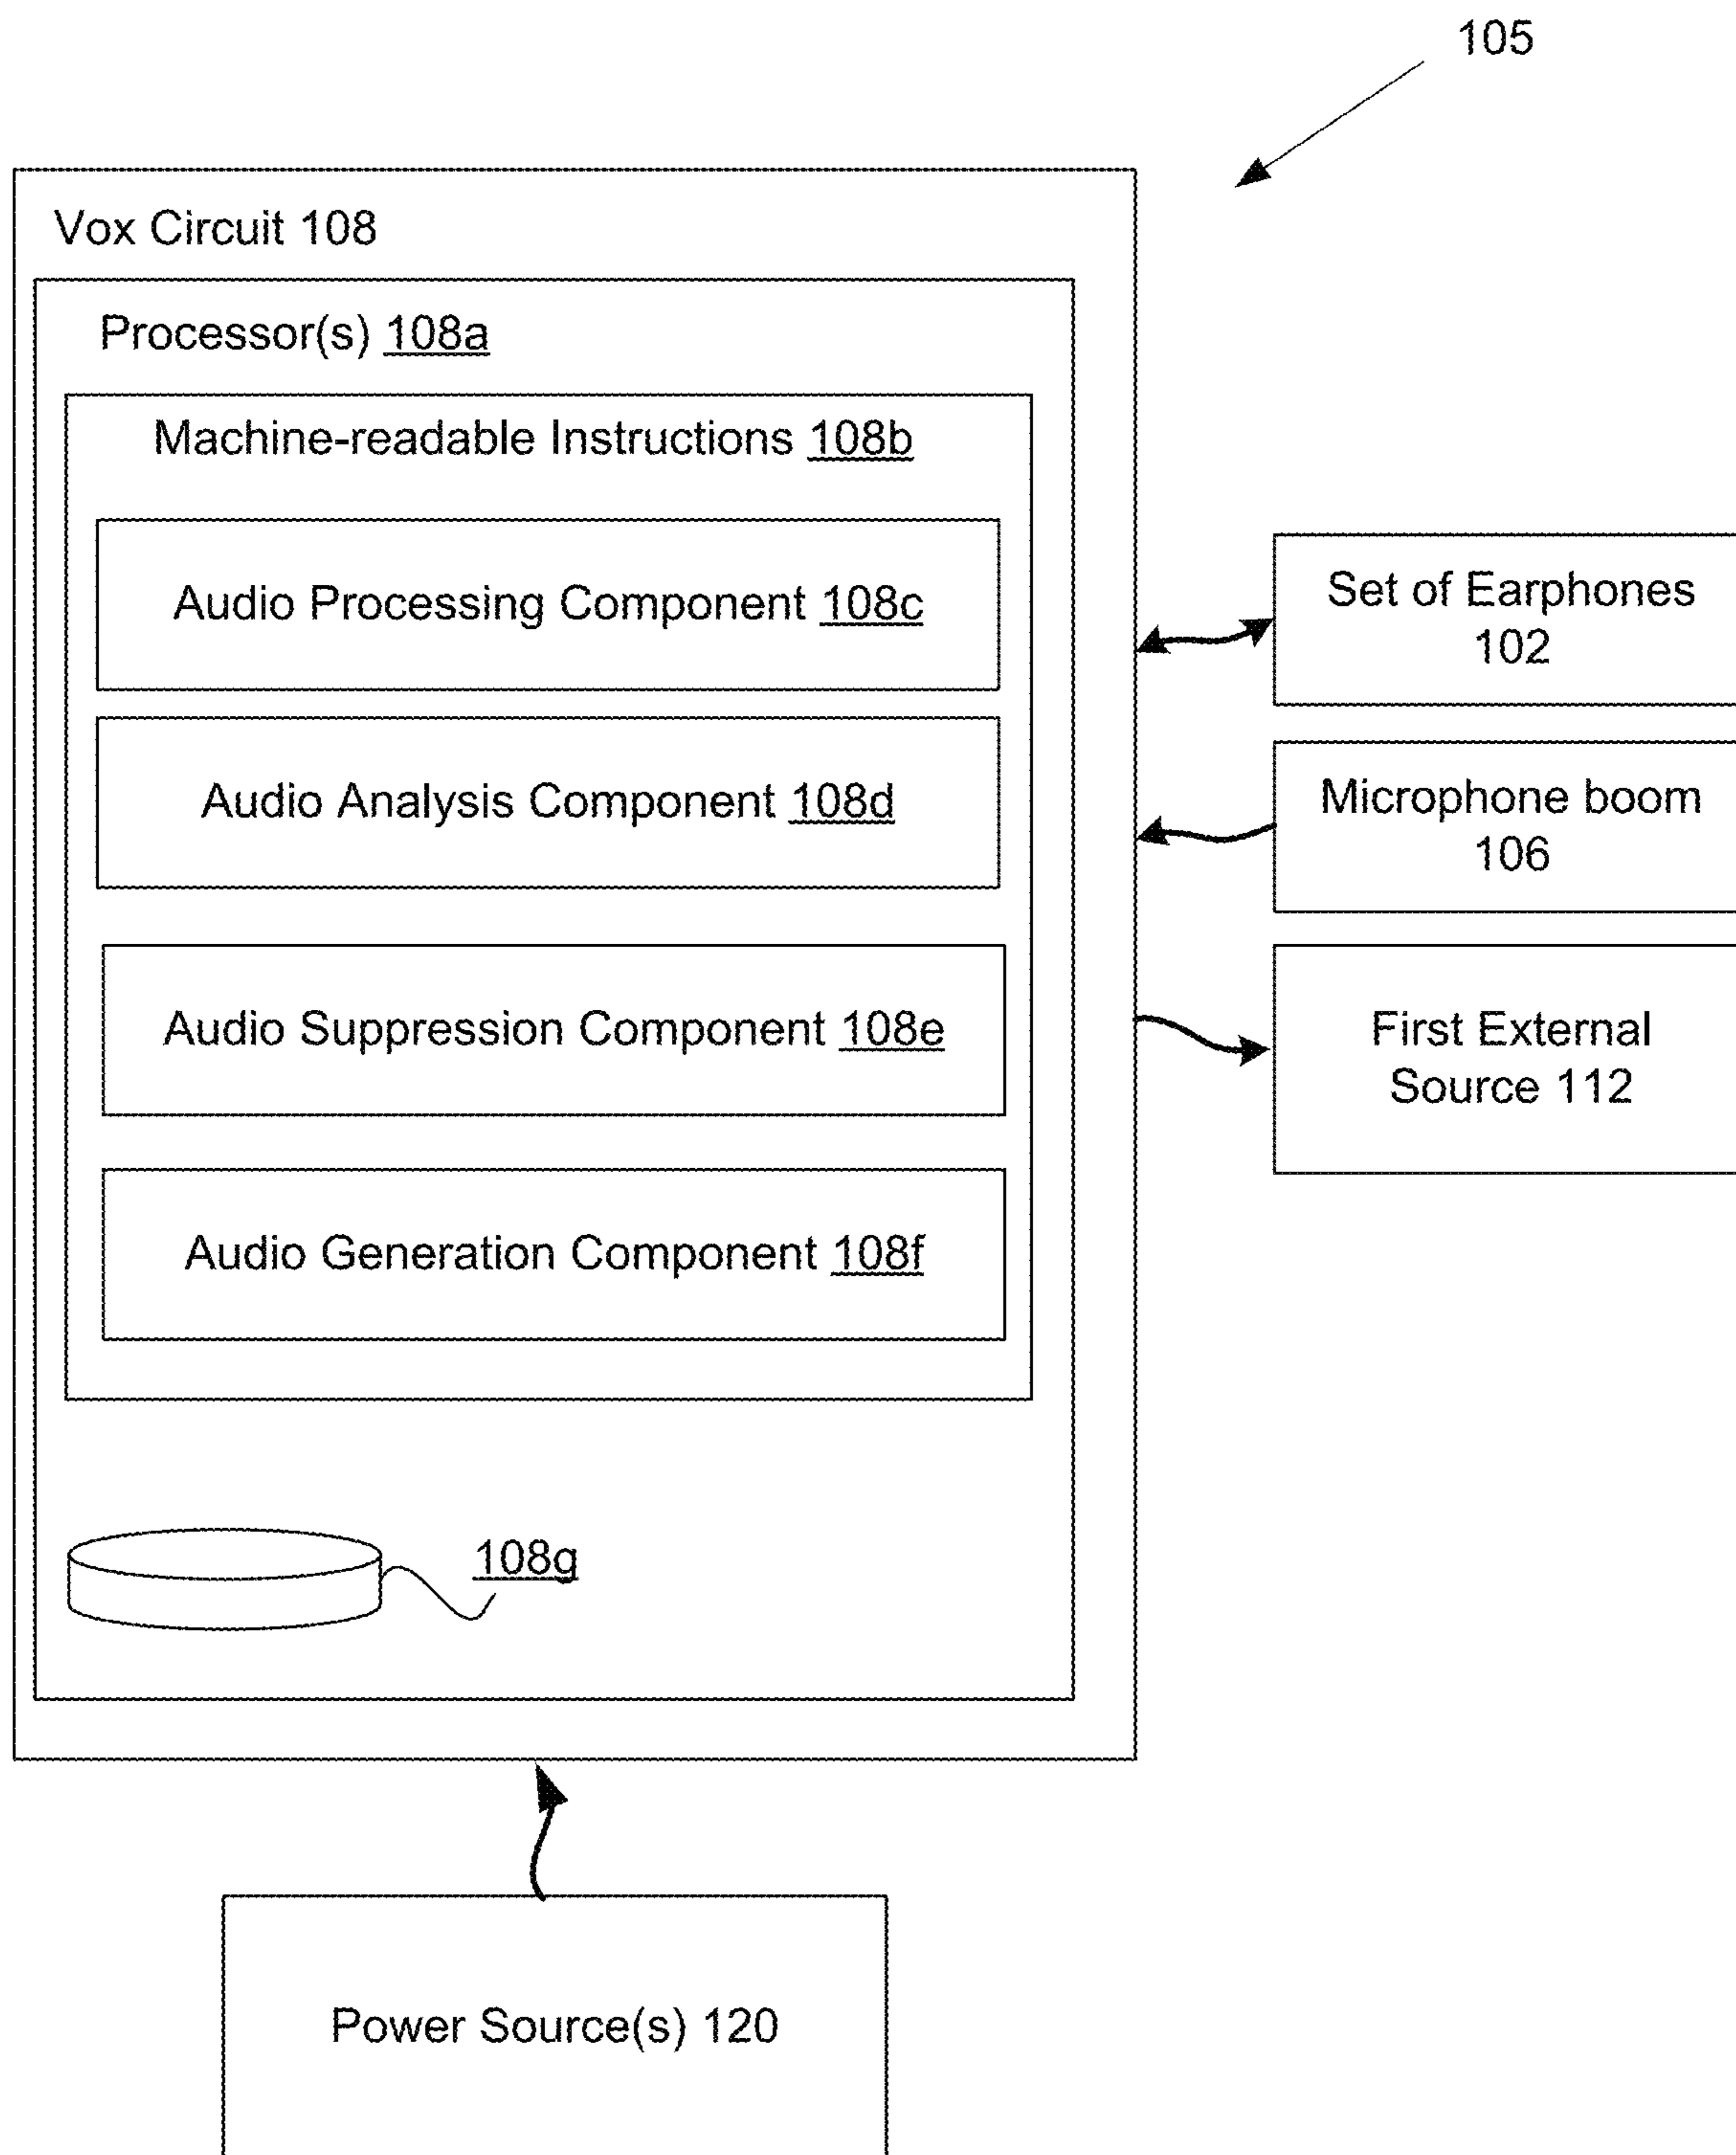 105
Vox Circuit 108
Processor(s) 108a
Machine-readable Instructions 108b
Audio Processing Component 108c
Audio Analysis Component 108d
Audio Suppression Component 108e
Audio Generation Component 108f
108g
Set of Earphones
102
Microphone boom
106
First External
Source 112
Power Source(s) 120